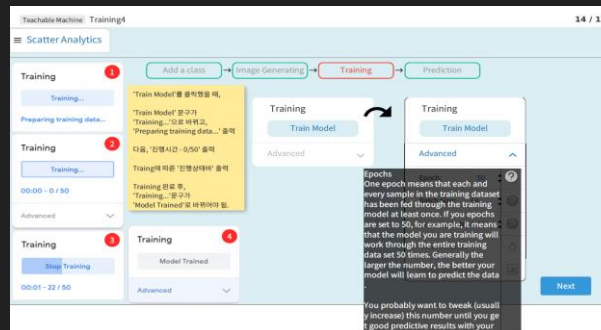 Teachable Machine Training4
14 / 1
≡ Scatter Analytics
Add a class → Image Generating → Training → Prediction
Training 1
Training...
Preparing training data...
Training 2
Training...
00:00 - 0 / 50
Advanced
Training 3
Stop Training
00:01 - 22 / 50
'Train Model'를 클릭했을 때,
'Train Model' 문구가
'Training...'으로 바뀌고,
'Preparing training data...' 출력
다음, '진행시간 - 0/50' 출력
Traing에 따른 '진행상태바' 출력
Training 완료 후,
'Training...'문구가
'Model Trained'로 바뀌어야 됨.
Training 4
Model Trained
Advanced
Training
Train Model
Advanced
Training
Train Model
Advanced
50
Epochs
One epoch means that each and
every sample in the training dataset
has been fed through the training
model at least once. If you epochs
are set to 50, for example, it means
that the model you are training will
work through the entire training
data set 50 times. Generally the
larger the number, the better your
model will learn to predict the data
.
You probably want to tweak (usuall
y increase) this number until you ge
t good predictive results with your
Next